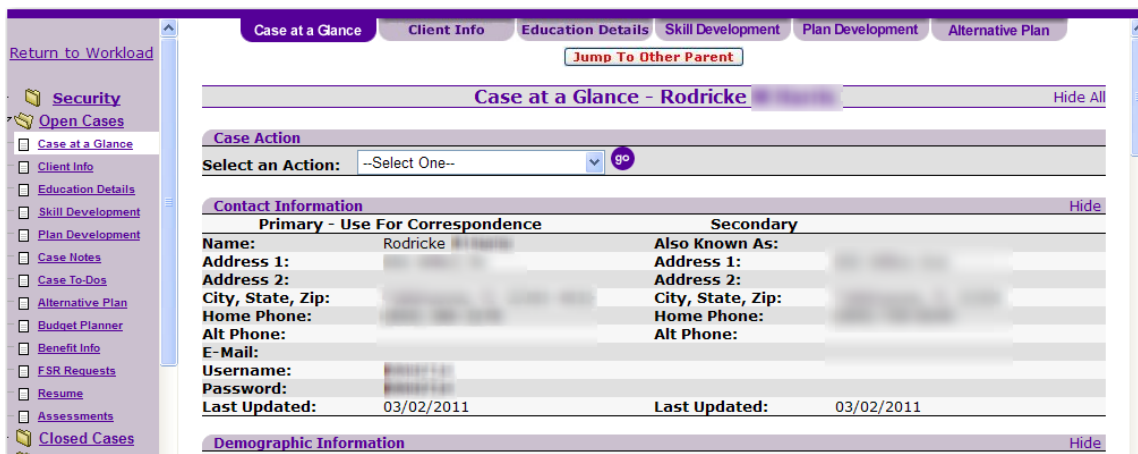 Case at a Glance Client Info Education Details Skill Development Plan Development Alternative Plan
Return to Workload
Jump To Other Parent
Security
Open Cases
Case at a Glance
Client Info
Education Details
Skill Development
Plan Development
Case Notes
Case To-Dos
Alternative Plan
Budget Planner
Benefit Info
FSR Requests
Resume
Assessments
Closed Cases
Case at a Glance - Rodricke
Hide All
Case Action
Select an Action: --Select One-- go
Contact Information Hide
Primary - Use For Correspondence Secondary
Name: Rodricke Also Known As:
Address 1: Address 1:
Address 2: Address 2:
City, State, Zip: City, State, Zip:
Home Phone: Home Phone:
Alt Phone: Alt Phone:
E-Mail:
Username:
Password:
Last Updated: 03/02/2011 Last Updated: 03/02/2011
Demographic Information Hide